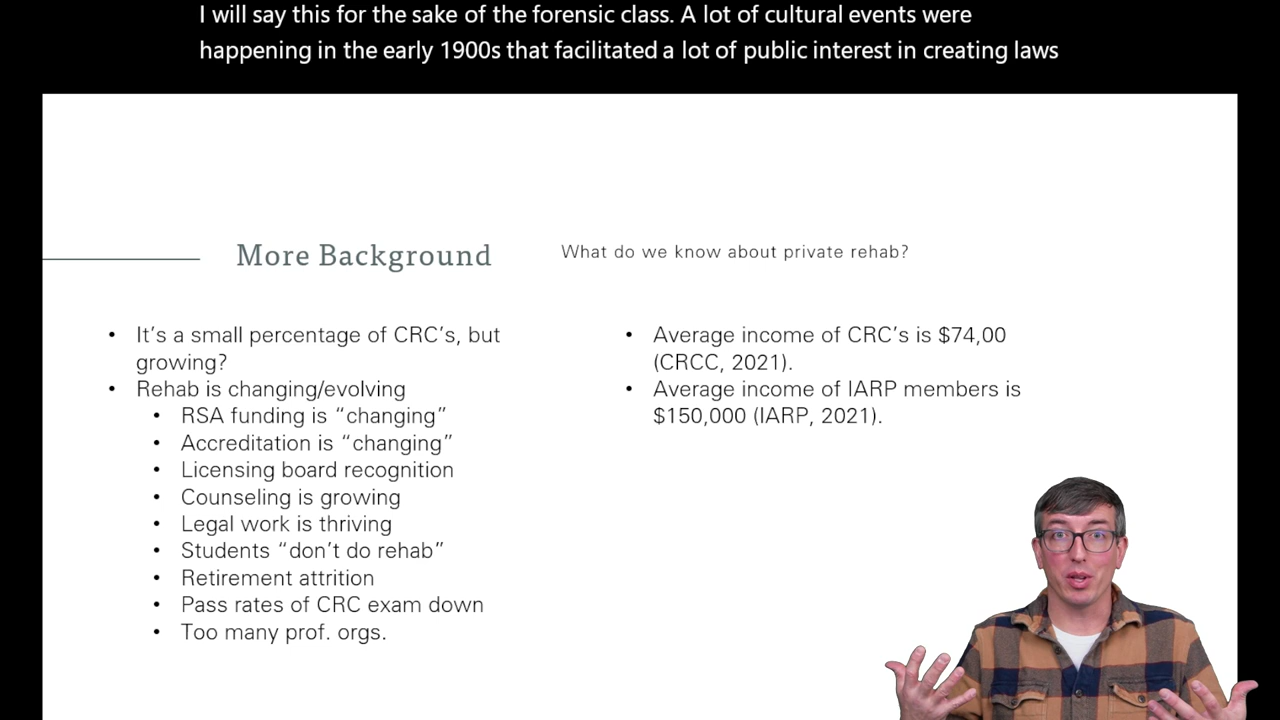 I will say this for the sake of the forensic class. A lot of cultural events were
happening in the early 1900s that facilitated a lot of public interest in creating laws
More Background
What do we know about private rehab?
• It's a small percentage of CRC's, but
growing?
• Rehab is changing/evolving
• RSA funding is “changing”
• Accreditation is “changing”
• Licensing board recognition
• Counseling is growing
• Legal work is thriving
• Students “don't do rehab”
• Retirement attrition
• Pass rates of CRC exam down
• Too many prof. orgs.
• Average income of CRC's is $74,00
(CRCC, 2021).
• Average income of IARP members is
$150,000 (IARP, 2021).